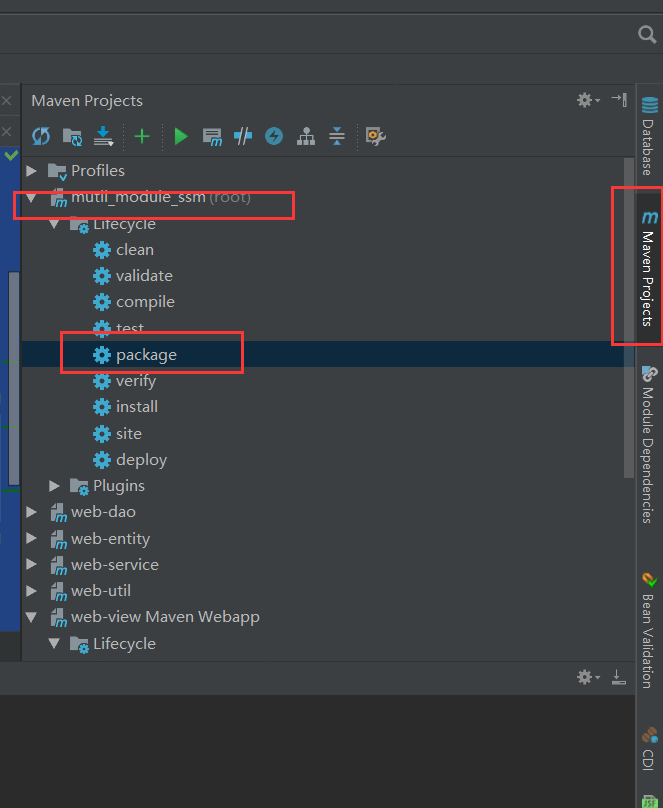 Maven Projects
Profiles
mutil_module_ssm (root)
Lifecycle
clean
validate
compile
test
package
verify
install
site
deploy
Plugins
web-dao
web-entity
web-service
web-util
web-view Maven Webapp
Lifecycle
Database
Maven Projects
Module Dependencies
Bean Validation
CDI